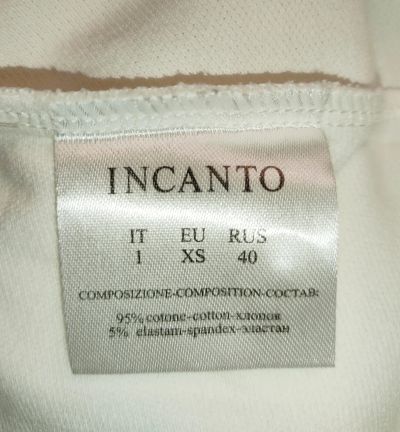 INCANTO
IT EU RUS
1 XS 40
COMPOSIZIONE-COMPOSITION-СОСТАВ:
95% cotone-cotton-хлопок
5% elastam-spandex-эластан